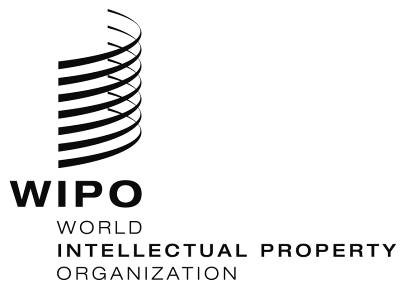 WIPO
WORLD
INTELLECTUAL PROPERTY
ORGANIZATION